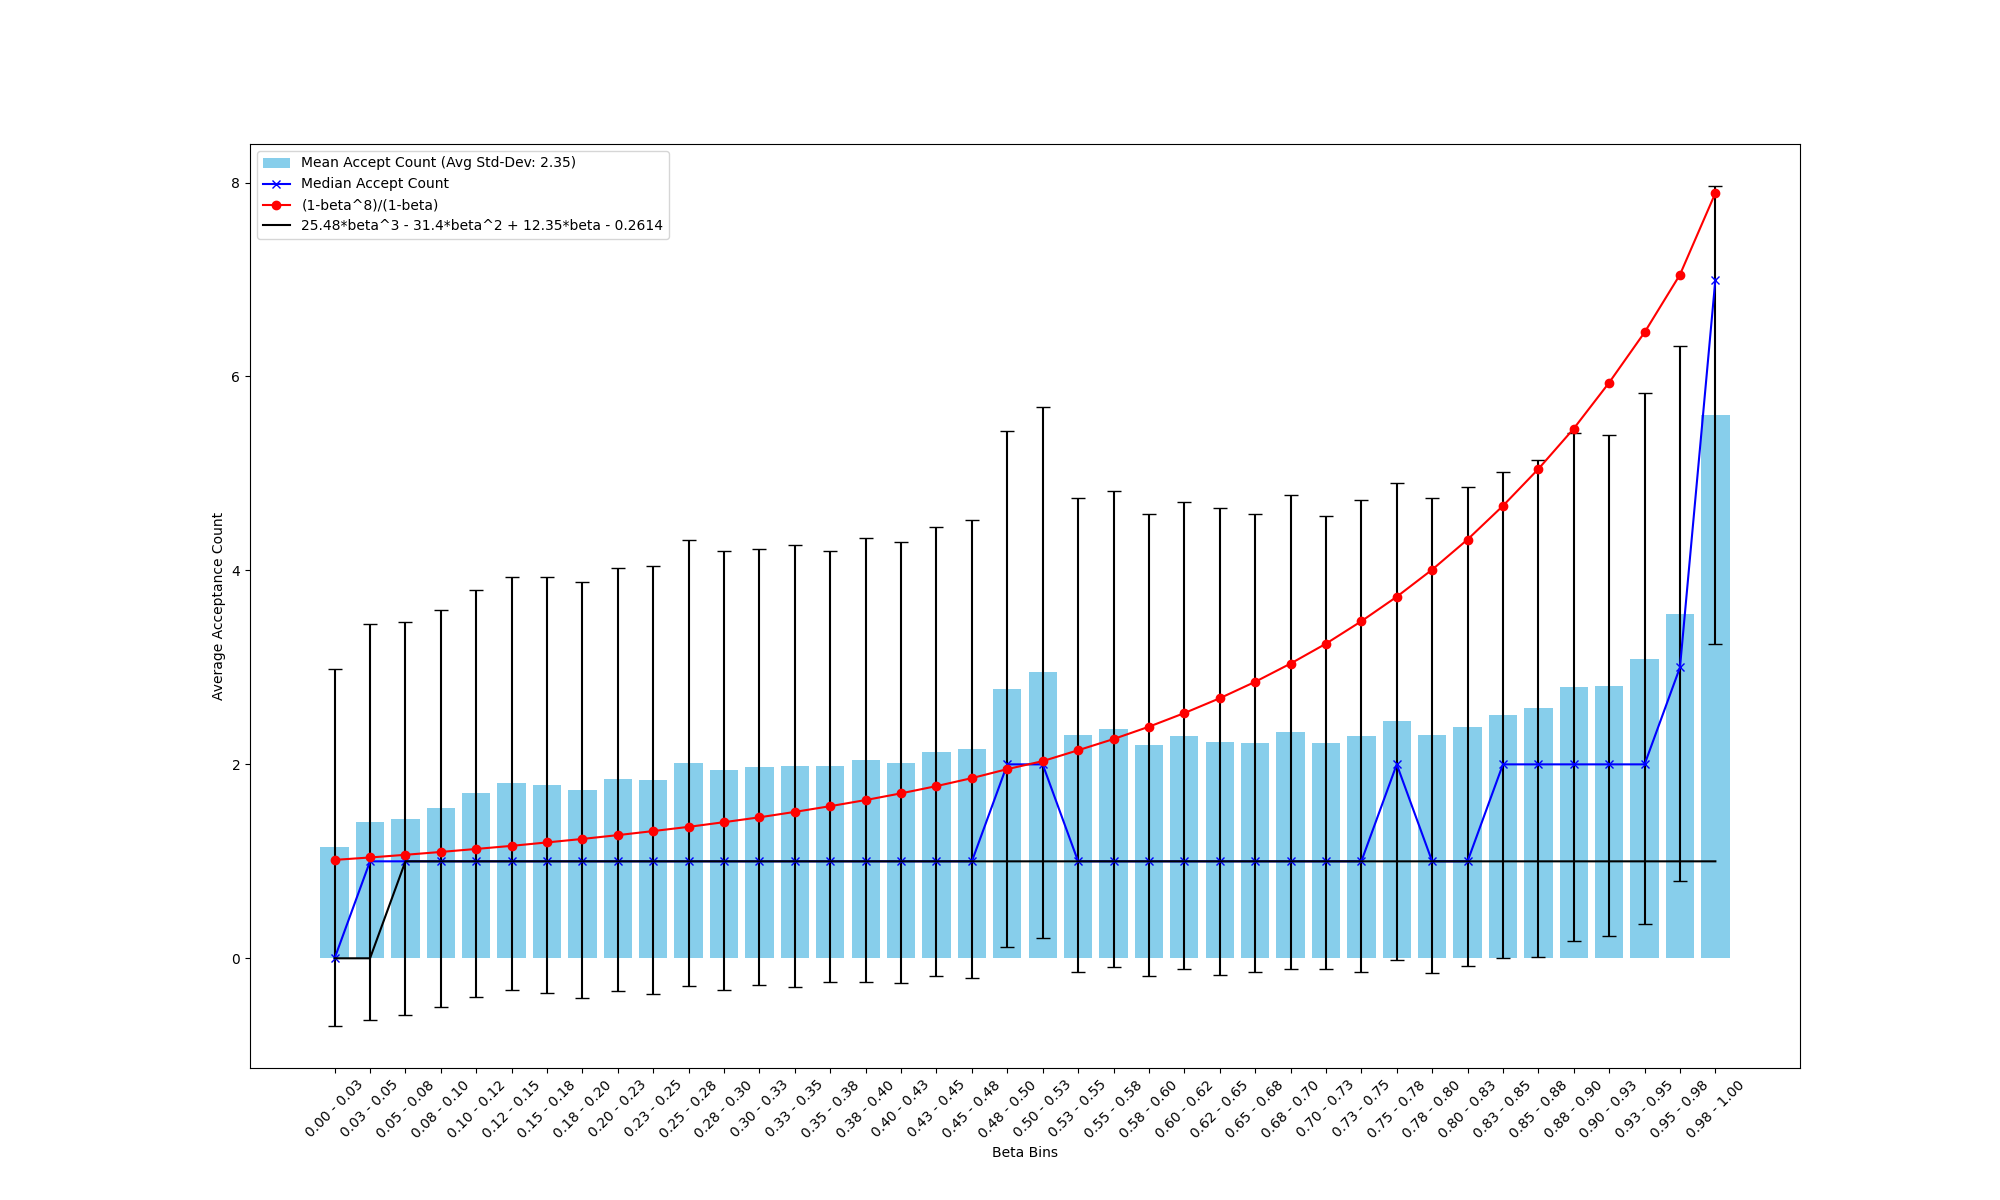 Mean Accept Count (Avg Std-Dev: 2.35)
Median Accept Count
(1-beta^8)/(1-beta)
25.48*beta^3 - 31.4*beta^2 + 12.35*beta - 0.2614
8
6
4
2
0
Average Acceptance Count
0.00 - 0.03
0.03 - 0.05
0.05 - 0.08
0.08 - 0.10
0.10 - 0.12
0.12 - 0.15
0.15 - 0.18
0.18 - 0.20
0.20 - 0.23
0.23 - 0.25
0.25 - 0.28
0.28 - 0.30
0.30 - 0.33
0.33 - 0.35
0.35 - 0.38
0.38 - 0.40
0.40 - 0.43
0.43 - 0.45
0.45 - 0.48
0.48 - 0.50
0.50 - 0.53
0.53 - 0.55
0.55 - 0.58
0.58 - 0.60
0.60 - 0.62
0.62 - 0.65
0.65 - 0.68
0.68 - 0.70
0.70 - 0.73
0.73 - 0.75
0.75 - 0.78
0.78 - 0.80
0.80 - 0.83
0.83 - 0.85
0.85 - 0.88
0.88 - 0.90
0.90 - 0.93
0.93 - 0.95
0.95 - 0.98
0.98 - 1.00
Beta Bins